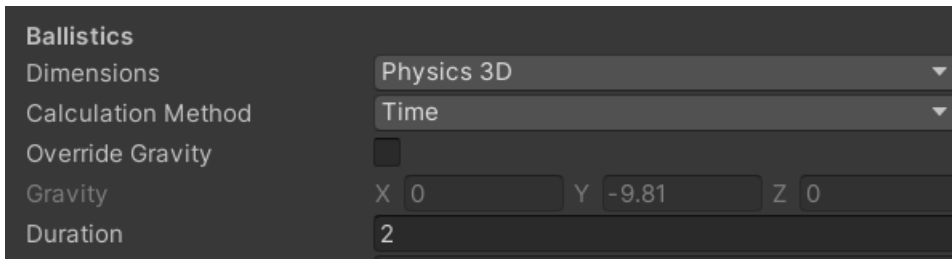 Ballistics
Dimensions Physics 3D
Calculation Method Time
Override Gravity
Gravity X 0 Y -9.81 Z 0
Duration 2